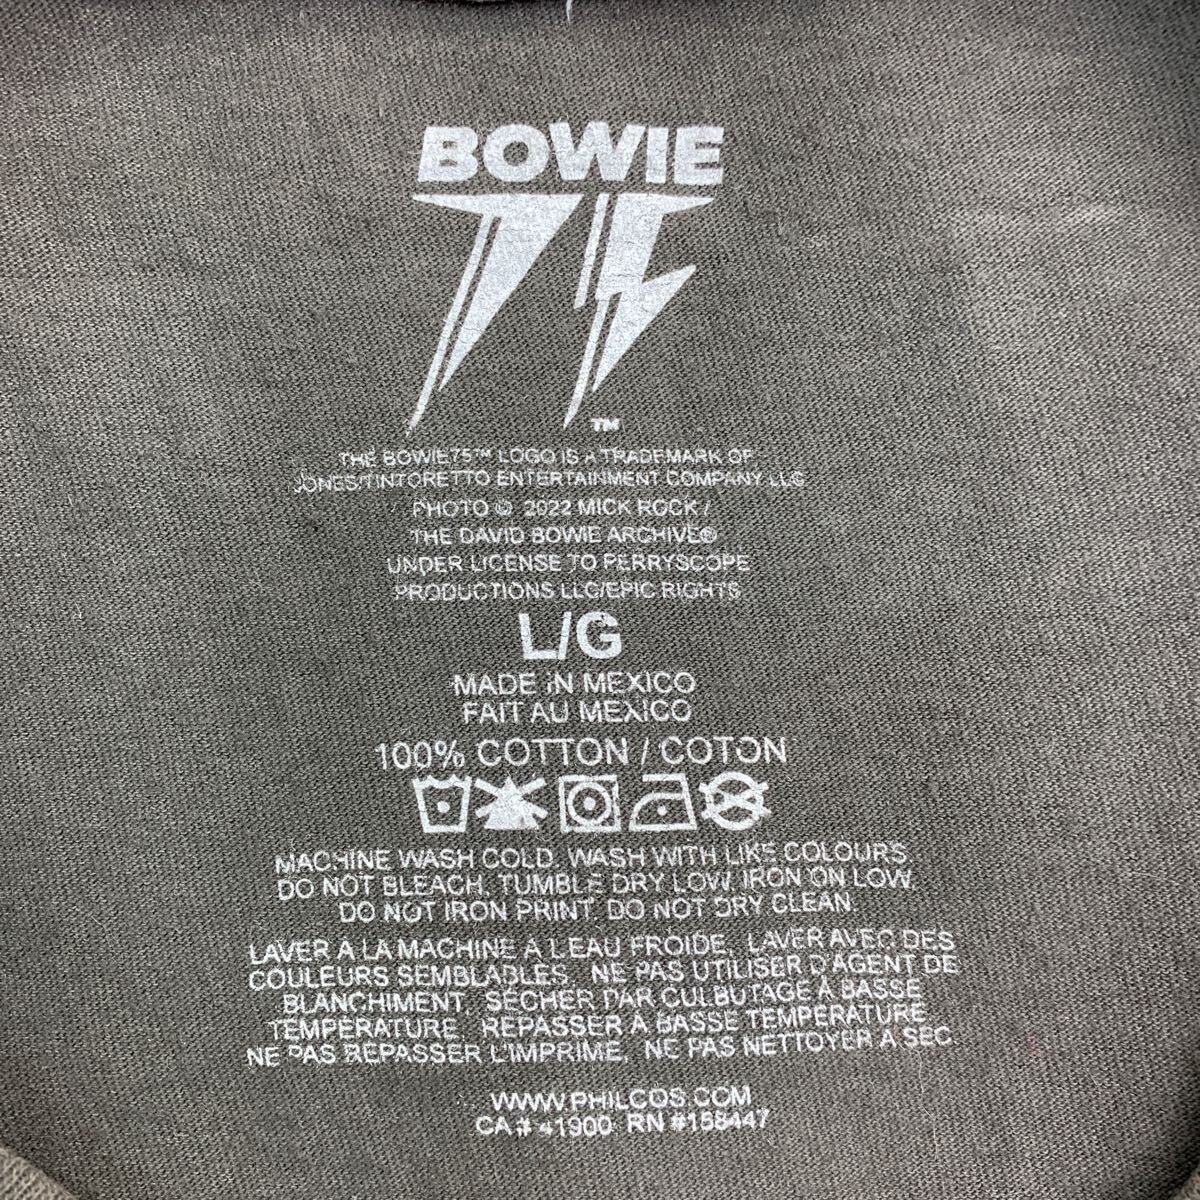 BOWIE
75™
THE BOWIE75™ LOGO IS A TRADEMARK OF
JONES/TINTORETTO ENTERTAINMENT COMPANY LLC
PHOTO © 2022 MICK ROCK /
THE DAVID BOWIE ARCHIVE®
UNDER LICENSE TO PERRYSCOPE
PRODUCTIONS LLC/EPIC RIGHTS
L/G
MADE IN MEXICO
FAIT AU MEXICO
100% COTTON / COTON
MACHINE WASH COLD. WASH WITH LIKE COLOURS.
DO NOT BLEACH. TUMBLE DRY LOW. IRON ON LOW.
DO NOT IRON PRINT. DO NOT DRY CLEAN.
LAVER A LA MACHINE À L'EAU FROIDE. LAVER AVEC DES
COULEURS SEMBLABLES. NE PAS UTILISER D'AGENT DE
BLANCHIMENT. SÉCHER PAR CULBUTAGE À BASSE
TEMPÉRATURE. REPASSER À BASSE TEMPÉRATURE
NE PAS REPASSER L'IMPRIME. NE PAS NETTOYER A SEC
WWW.PHILCOS.COM
CA # 41900 RN #158447